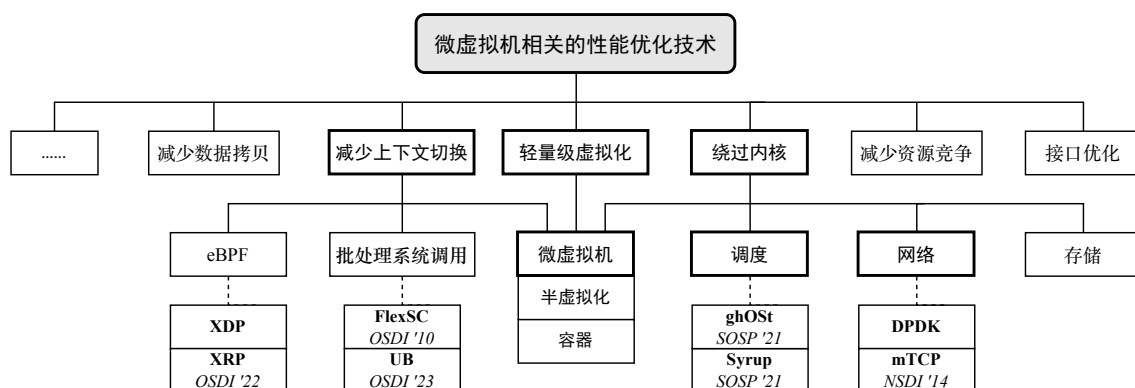 微虚拟机相关的性能优化技术
......
减少数据拷贝
减少上下文切换
轻量级虚拟化
绕过内核
减少资源竞争
接口优化
eBPF
批处理系统调用
微虚拟机
调度
网络
存储
半虚拟化
容器
XDP
XRP
OSDI '22
FlexSC
OSDI '10
UB
OSDI '23
ghOSt
SOSP '21
Syrup
SOSP '21
DPDK
mTCP
NSDI '14